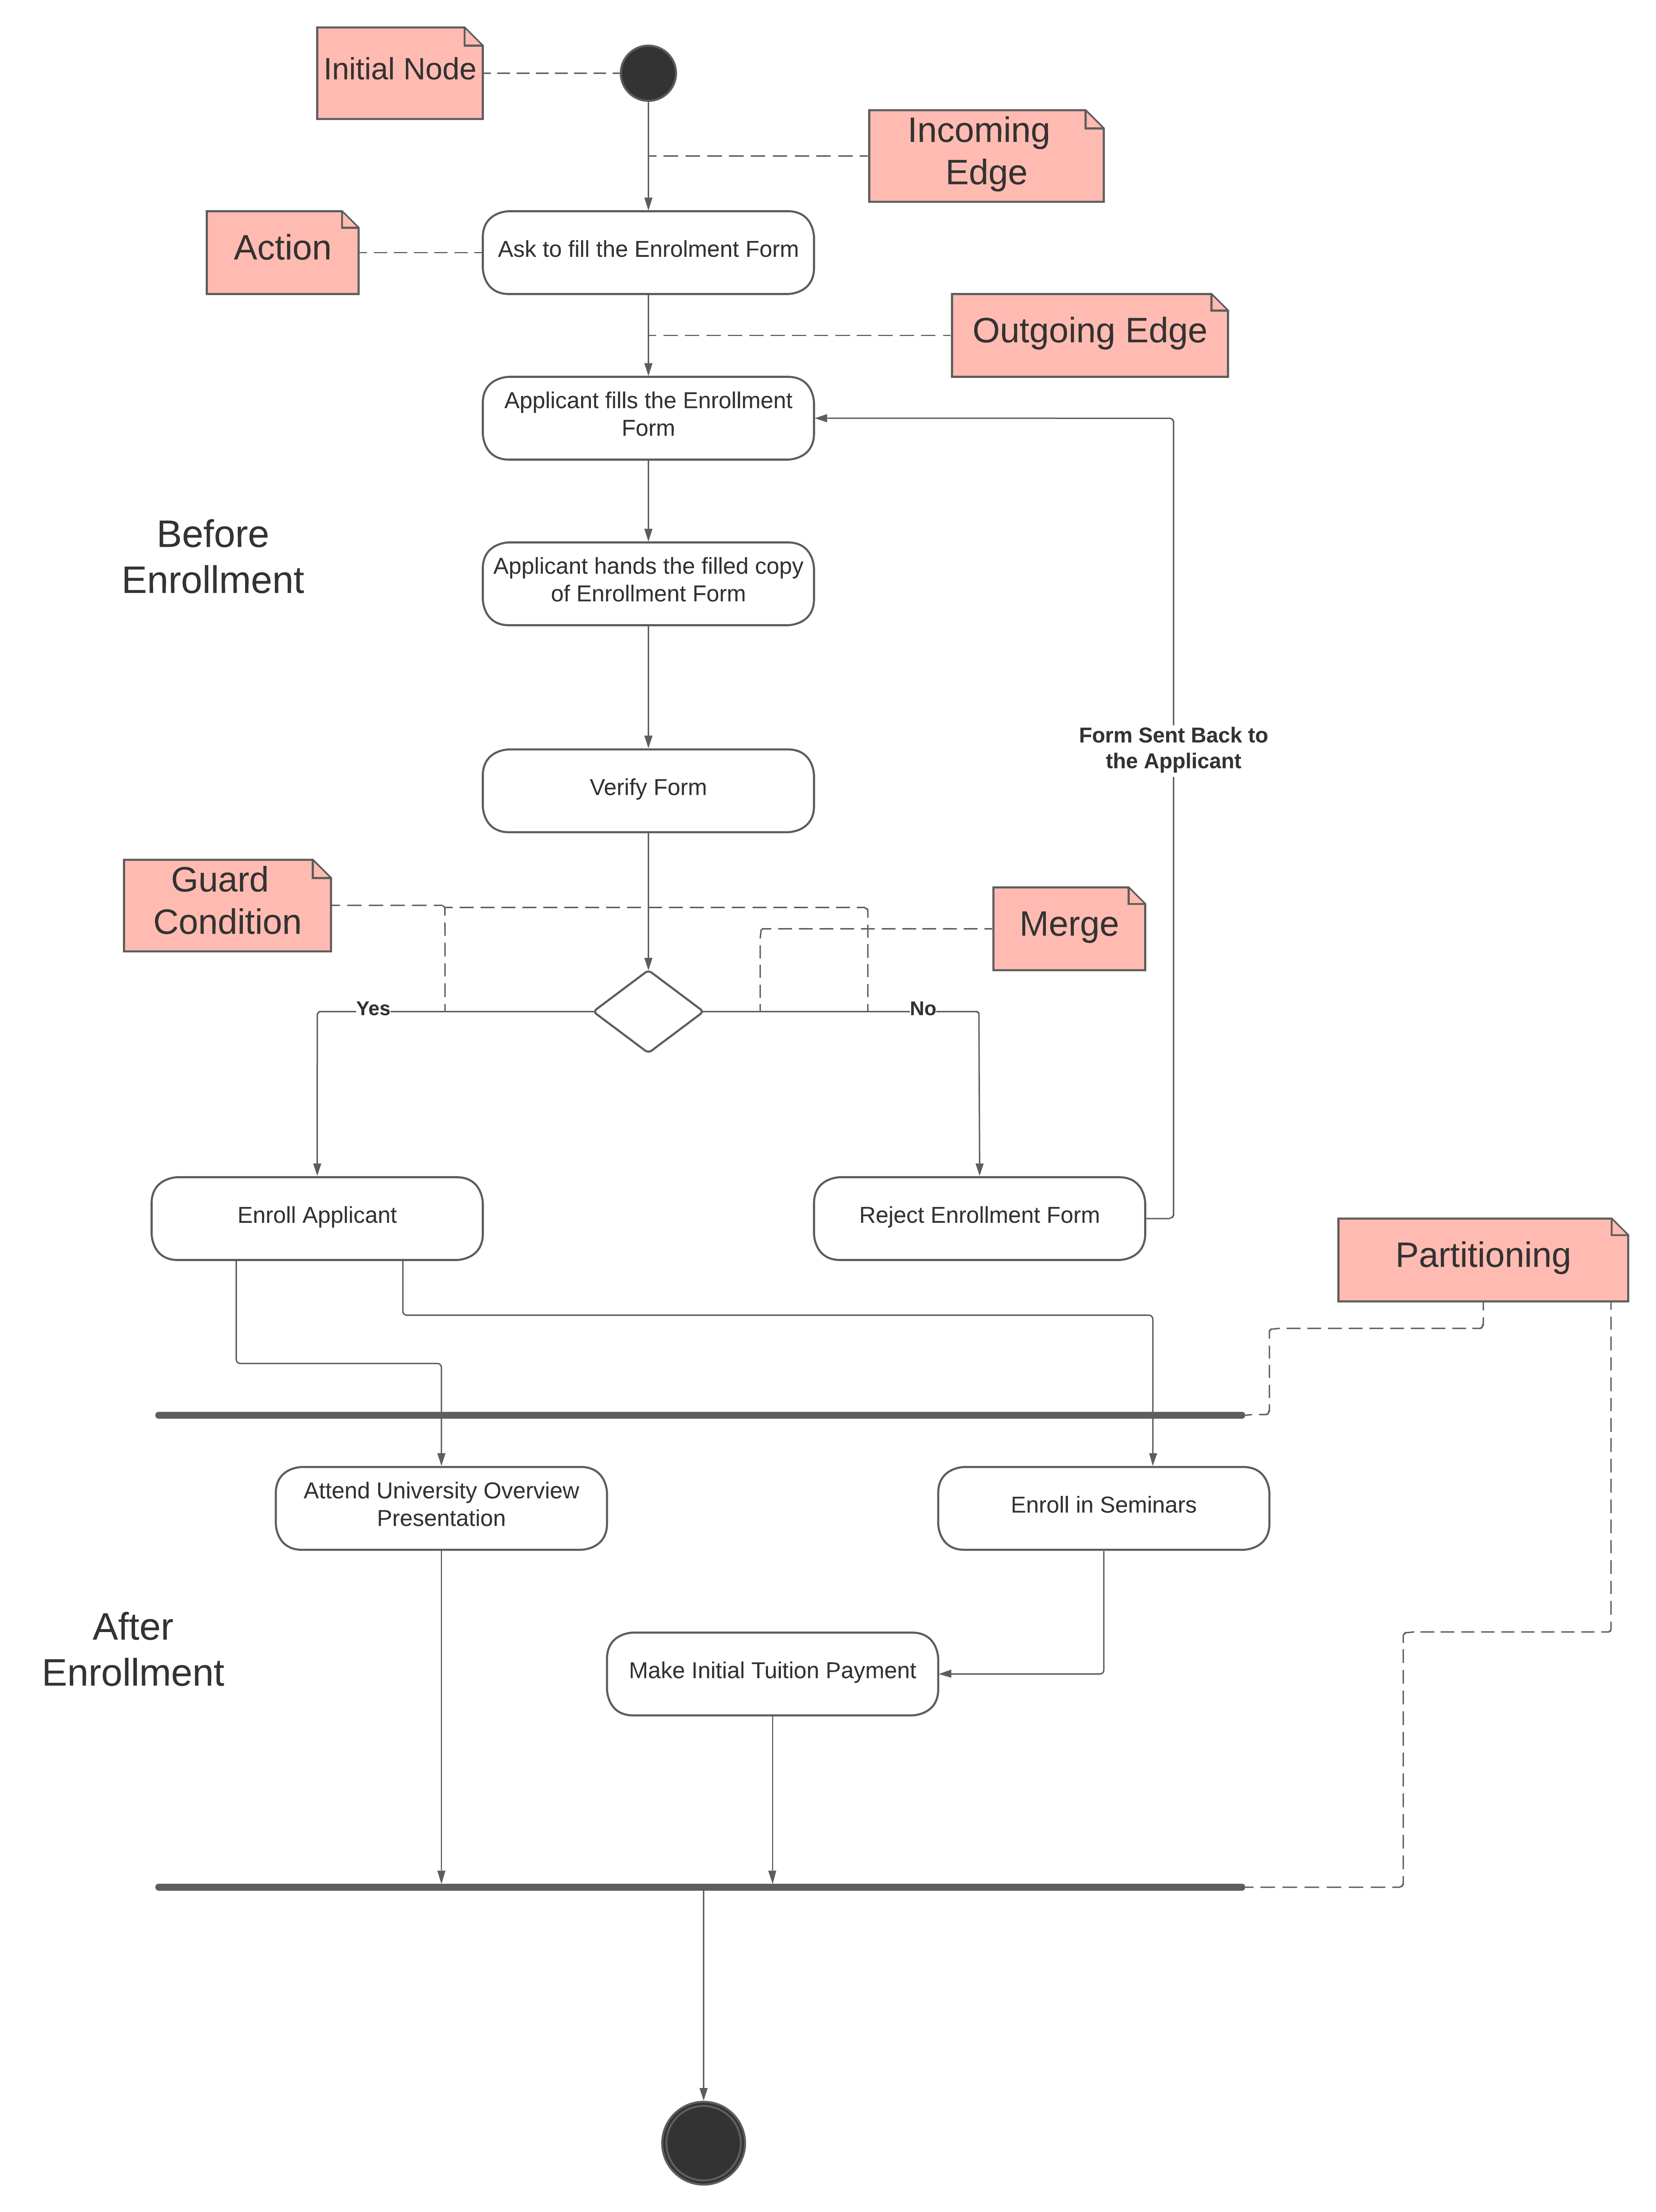 Initial Node
Incoming
Edge
Action
Ask to fill the Enrolment Form
Outgoing Edge
Applicant fills the Enrollment
Form
Before
Enrollment
Applicant hands the filled copy
of Enrollment Form
Form Sent Back to
the Applicant
Verify Form
Guard
Condition
Merge
Yes
No
Enroll Applicant
Reject Enrollment Form
Partitioning
Attend University Overview
Presentation
Enroll in Seminars
After
Enrollment
Make Initial Tuition Payment